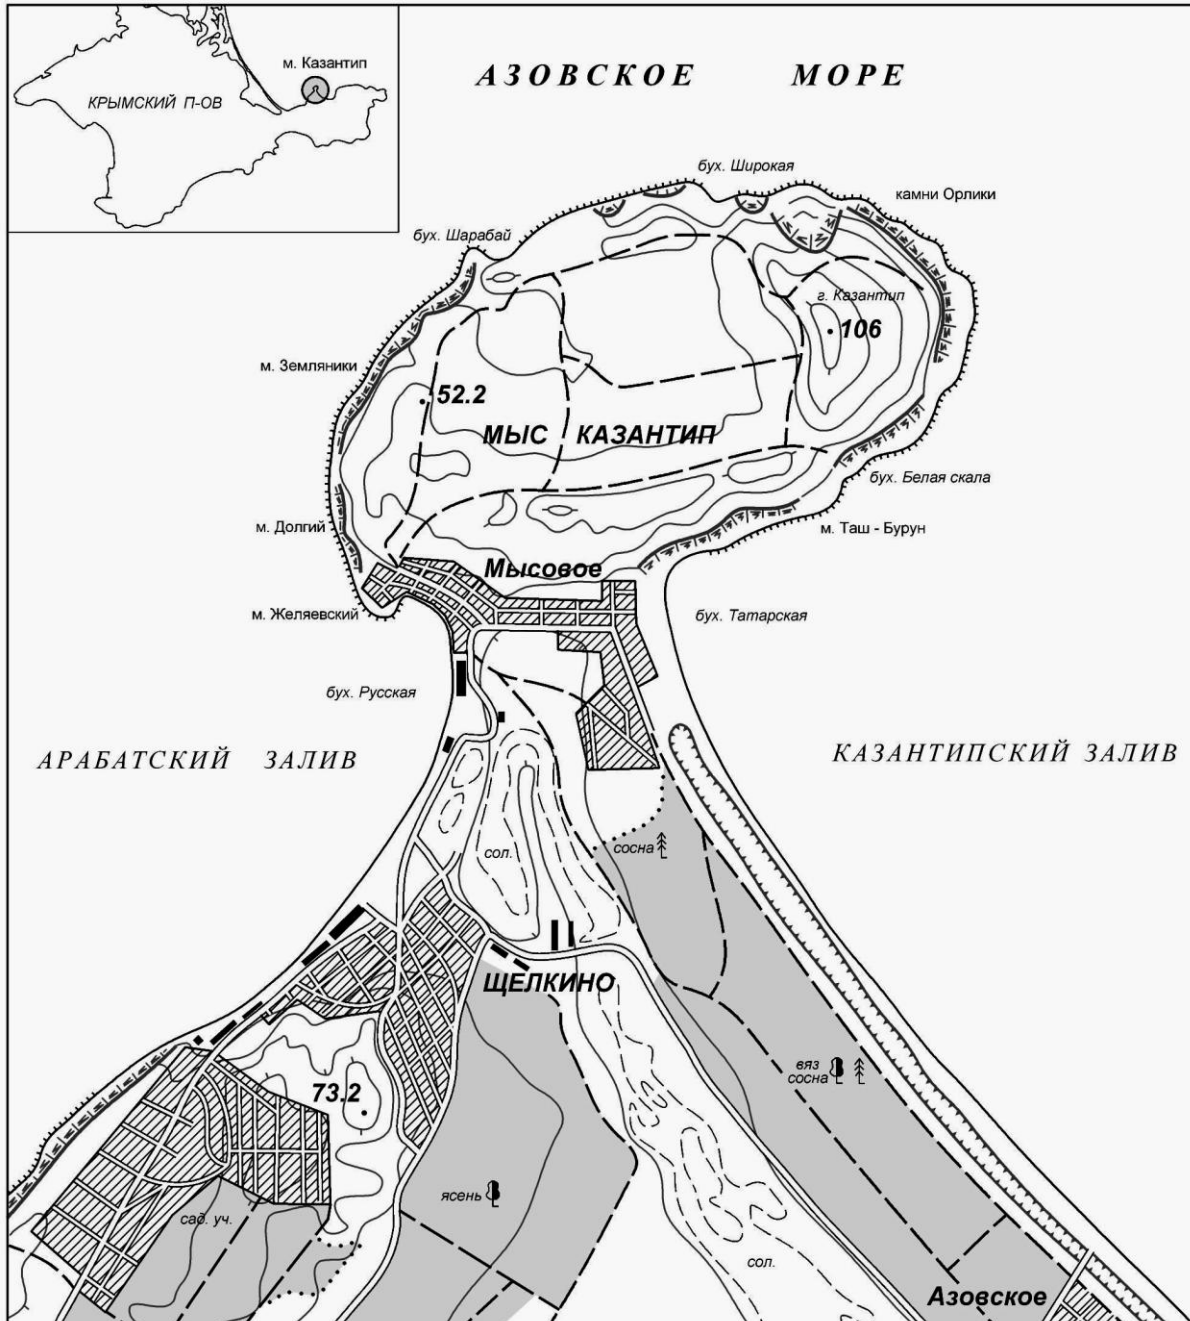 м. Казантип
КРЫМСКИЙ П-ОВ
АЗОВСКОЕ МОРЕ
бух. Широкая
камни Орлики
бух. Шарабай
г. Казантип
106
м. Земляники
52.2
МЫС КАЗАНТИП
бух. Белая скала
м. Долгий
м. Таш - Бурун
Мысовое
м. Желяевский
бух. Татарская
бух. Русская
АРАБАТСКИЙ ЗАЛИВ
КАЗАНТИПСКИЙ ЗАЛИВ
сол.
сосна
ЩЕЛКИНО
вяз
сосна
73.2
ясень
сад. уч.
сол.
Азовское